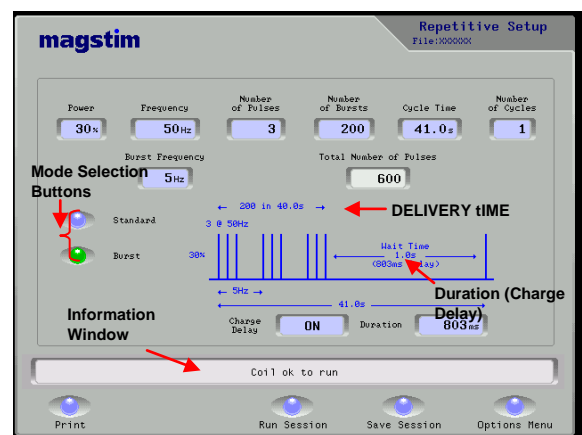 magstim
Repetitive Setup
File:XXXXXX
Power
Frequency
Number
of Pulses
Number
of Bursts
Cycle Time
Number
of Cycles
30%
50Hz
3
200
41.0s
1
Burst Frequency
Total Number of Pulses
5Hz
600
Mode Selection
Buttons
← 200 in 40.0s →
DELIVERY tIME
Standard
3 @ 50Hz
Burst
30%
Wait Time
1.0s
(803ms
← 5Hz →
41.0s
Duration (Charge
Delay)
Information
Window
Charge
Delay
ON
Duration
803ms
Coil ok to run
Print
Run Session
Save Session
Options Menu